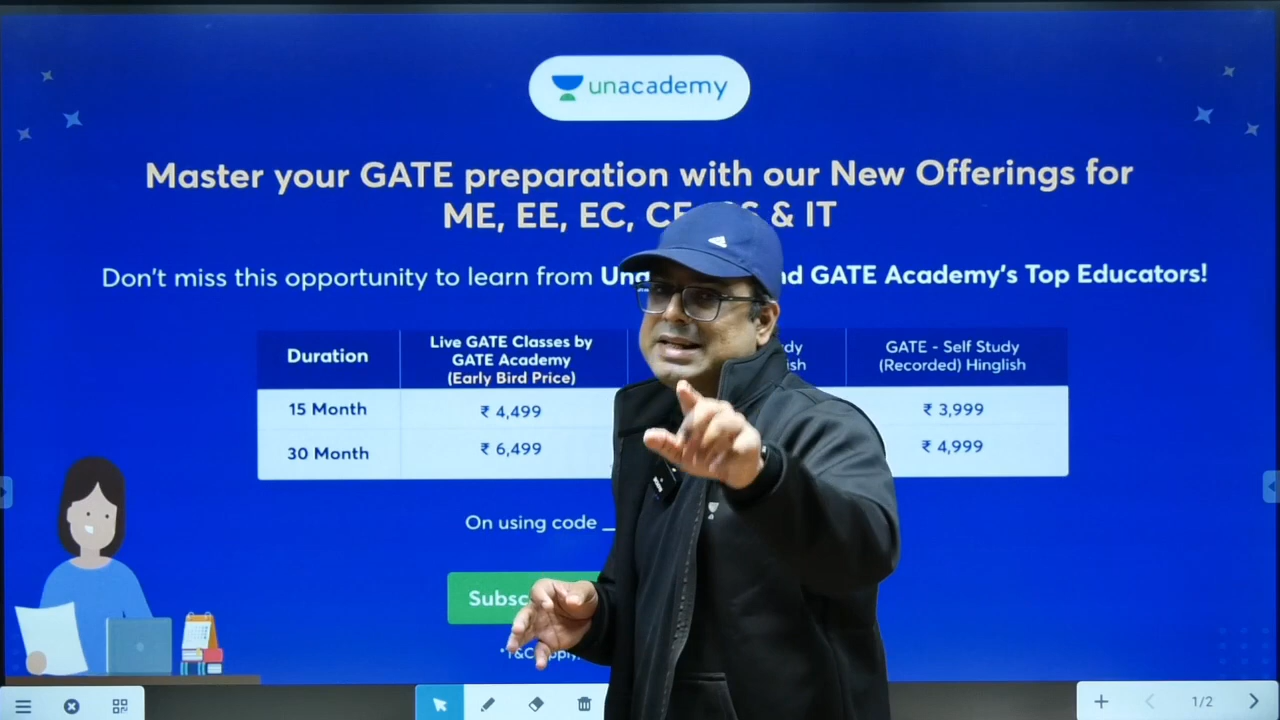 unacademy
Master your GATE preparation with our New Offerings for
ME, EE, EC, & IT
Don't miss this opportunity to learn from GATE Academy's Top Educators!
Duration
Live GATE Classes by
GATE Academy
(Early Bird Price)
GATE - Self Study
(Recorded) Hinglish
15 Month
₹ 4,499
₹ 3,999
30 Month
₹ 6,499
₹ 4,999
On using code
1/2